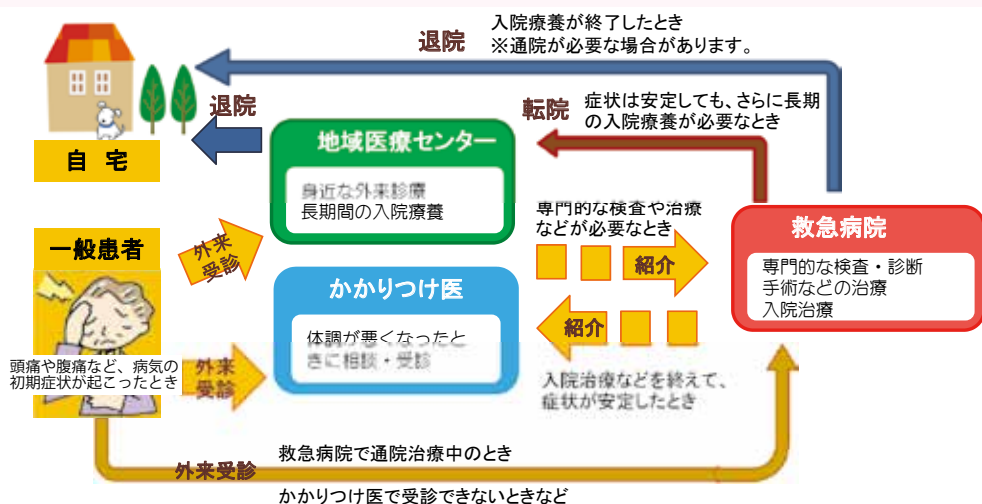 入院療養が終了したとき
退院
※通院が必要な場合があります。
退院
転院
症状は安定しても、さらに長期
の入院療養が必要なとき
地域医療センター
身近な外来診療
長期間の入院療養
自宅
専門的な検査や治療
などが必要なとき
救急病院
専門的な検査・診断
手術などの治療
入院治療
一般患者
外来
受診
紹介
かかりつけ医
体調が悪くなったと
きに相談・受診
紹介
頭痛や腹痛など、病気の
初期症状が起こったとき
外来
受診
入院治療などを終えて、
症状が安定したとき
外来受診
救急病院で通院治療中のとき
かかりつけ医で受診できないときなど